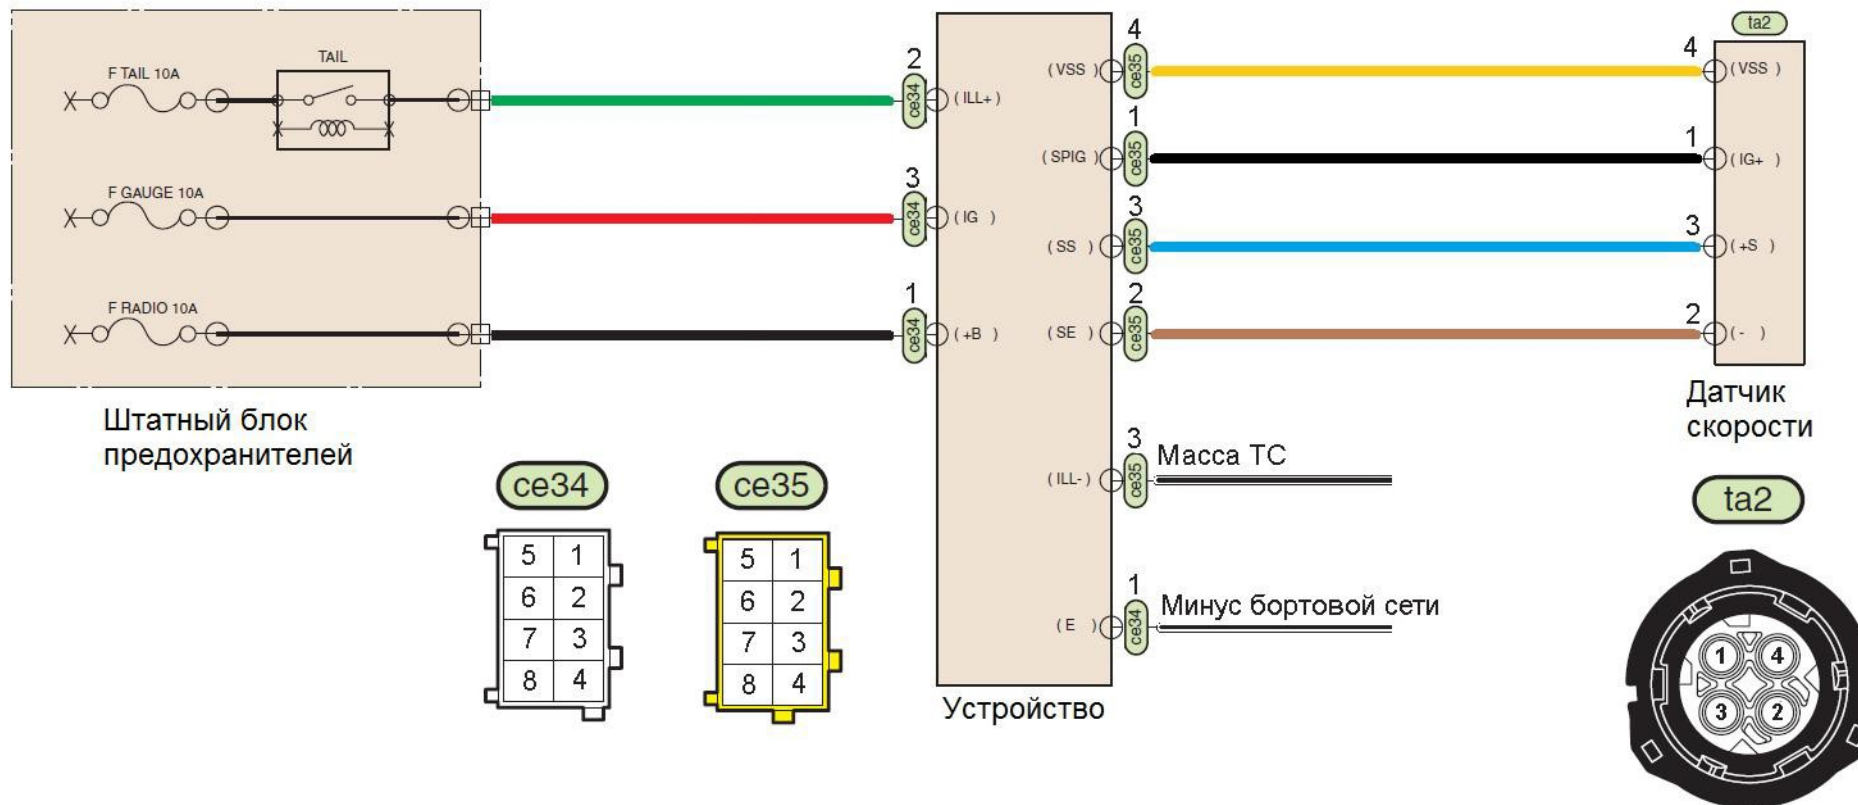 TAIL
F TAIL 10A
F GAUGE 10A
F RADIO 10A
Штатный блок
предохранителей
2
ce34
( ILL+ )
3
ce34
( IG )
1
ce34
( +B )
( VSS )
4
ce35
( SPIG )
1
ce35
( SS )
3
ce35
( SE )
2
ce35
( ILL- )
3
ce35
Масса ТС
( E )
1
ce34
Минус бортовой сети
Устройство
ta2
4
( VSS )
1
( IG+ )
3
( +S )
2
( - )
Датчик
скорости
ce34
5 1
6 2
7 3
8 4
ce35
5 1
6 2
7 3
8 4
ta2
1 4
3 2